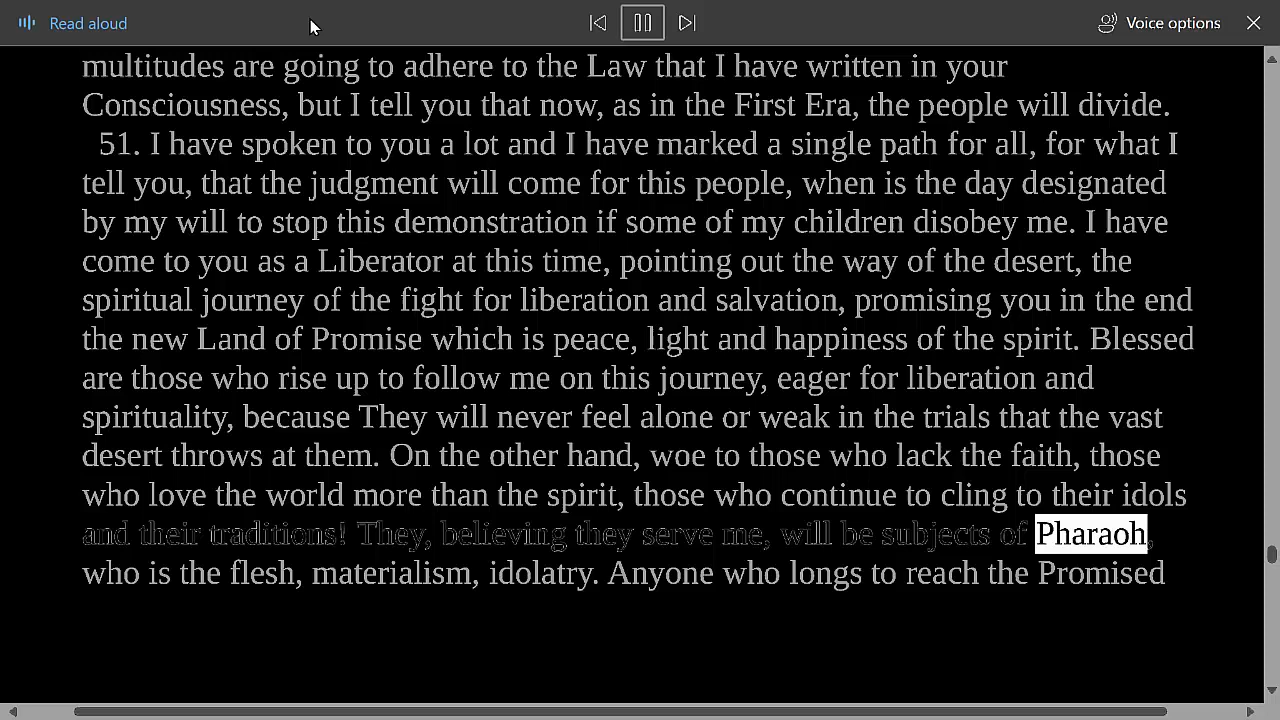 Read aloud
Voice options
multitudes are going to adhere to the Law that I have written in your
Consciousness, but I tell you that now, as in the First Era, the people will divide.
51. I have spoken to you a lot and I have marked a single path for all, for what I
tell you, that the judgment will come for this people, when is the day designated
by my will to stop this demonstration if some of my children disobey me. I have
come to you as a Liberator at this time, pointing out the way of the desert, the
spiritual journey of the fight for liberation and salvation, promising you in the end
the new Land of Promise which is peace, light and happiness of the spirit. Blessed
are those who rise up to follow me on this journey, eager for liberation and
spirituality, because They will never feel alone or weak in the trials that the vast
desert throws at them. On the other hand, woe to those who lack the faith, those
who love the world more than the spirit, those who continue to cling to their idols
and their traditions! They, believing they serve me, will be subjects of Pharaoh,
who is the flesh, materialism, idolatry. Anyone who longs to reach the Promised